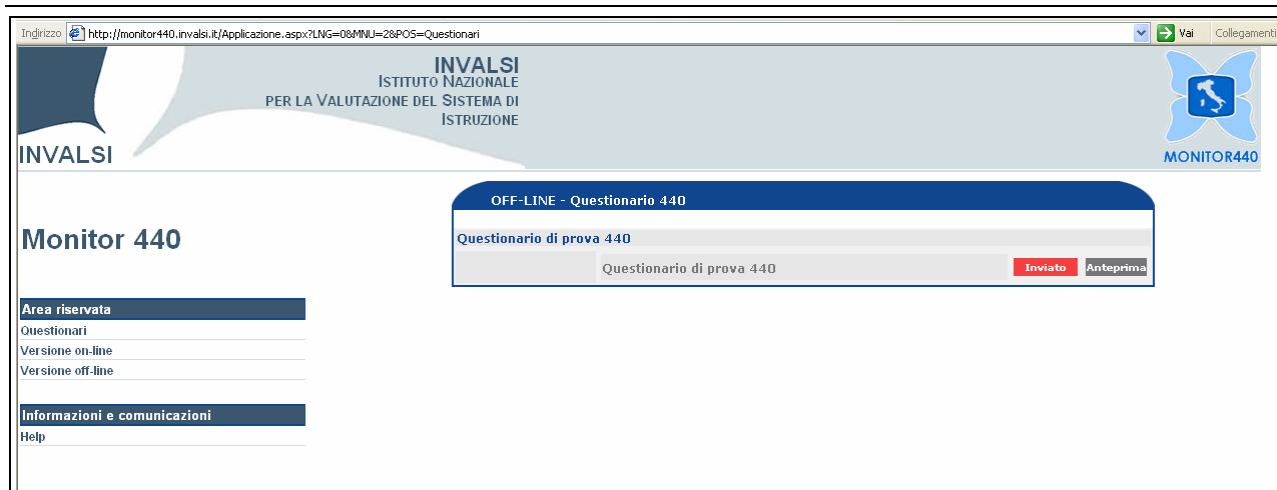 Indirizzo http://monitor440.invalsi.it/Applicazione.aspx?LNG=0&MNU=2&POS=Questionari Vai Collegamenti
INVALSI
ISTITUTO NAZIONALE
PER LA VALUTAZIONE DEL SISTEMA DI
ISTRUZIONE
INVALSI
MONITOR440
OFF-LINE - Questionario 440
Monitor 440
Questionario di prova 440
Questionario di prova 440 Inviato Anteprima
Area riservata
Questionari
Versione on-line
Versione off-line
Informazioni e comunicazioni
Help